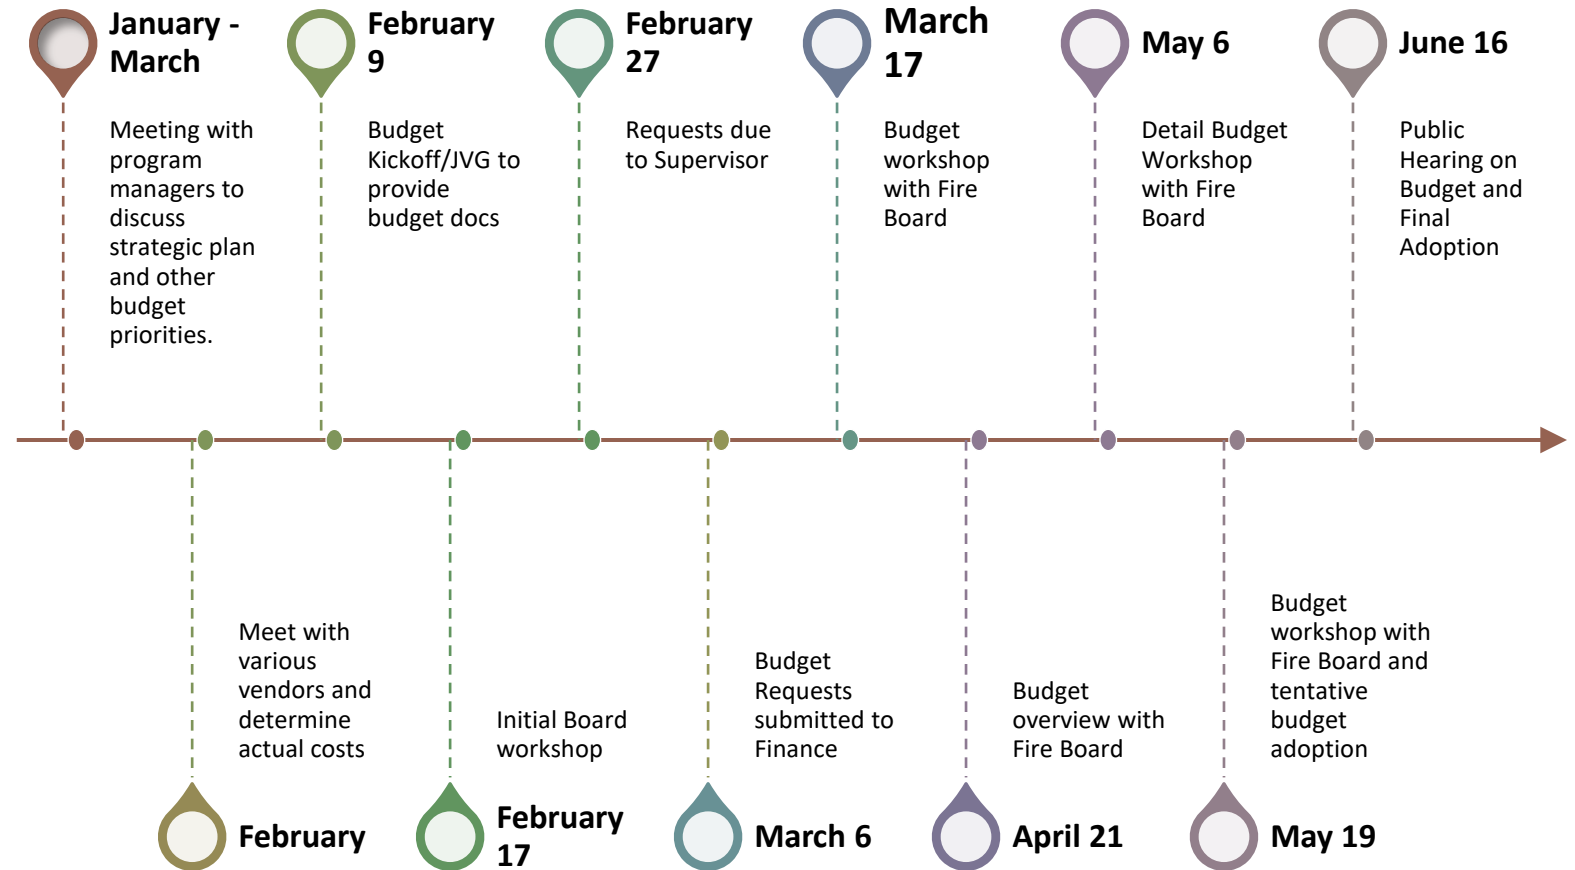 January -
March
Meeting with
program
managers to
discuss
strategic plan
and other
budget
priorities.
February
9
Budget
Kickoff/JVG to
provide
budget docs
February
27
Requests due
to Supervisor
March
17
Budget
workshop
with Fire
Board
May 6
Detail Budget
Workshop
with Fire
Board
June 16
Public
Hearing on
Budget and
Final
Adoption
Meet with
various
vendors and
determine
actual costs
February
Initial Board
workshop
February
17
Budget
Requests
submitted to
Finance
March 6
Budget
overview with
Fire Board
April 21
Budget
workshop with
Fire Board and
tentative
budget
adoption
May 19